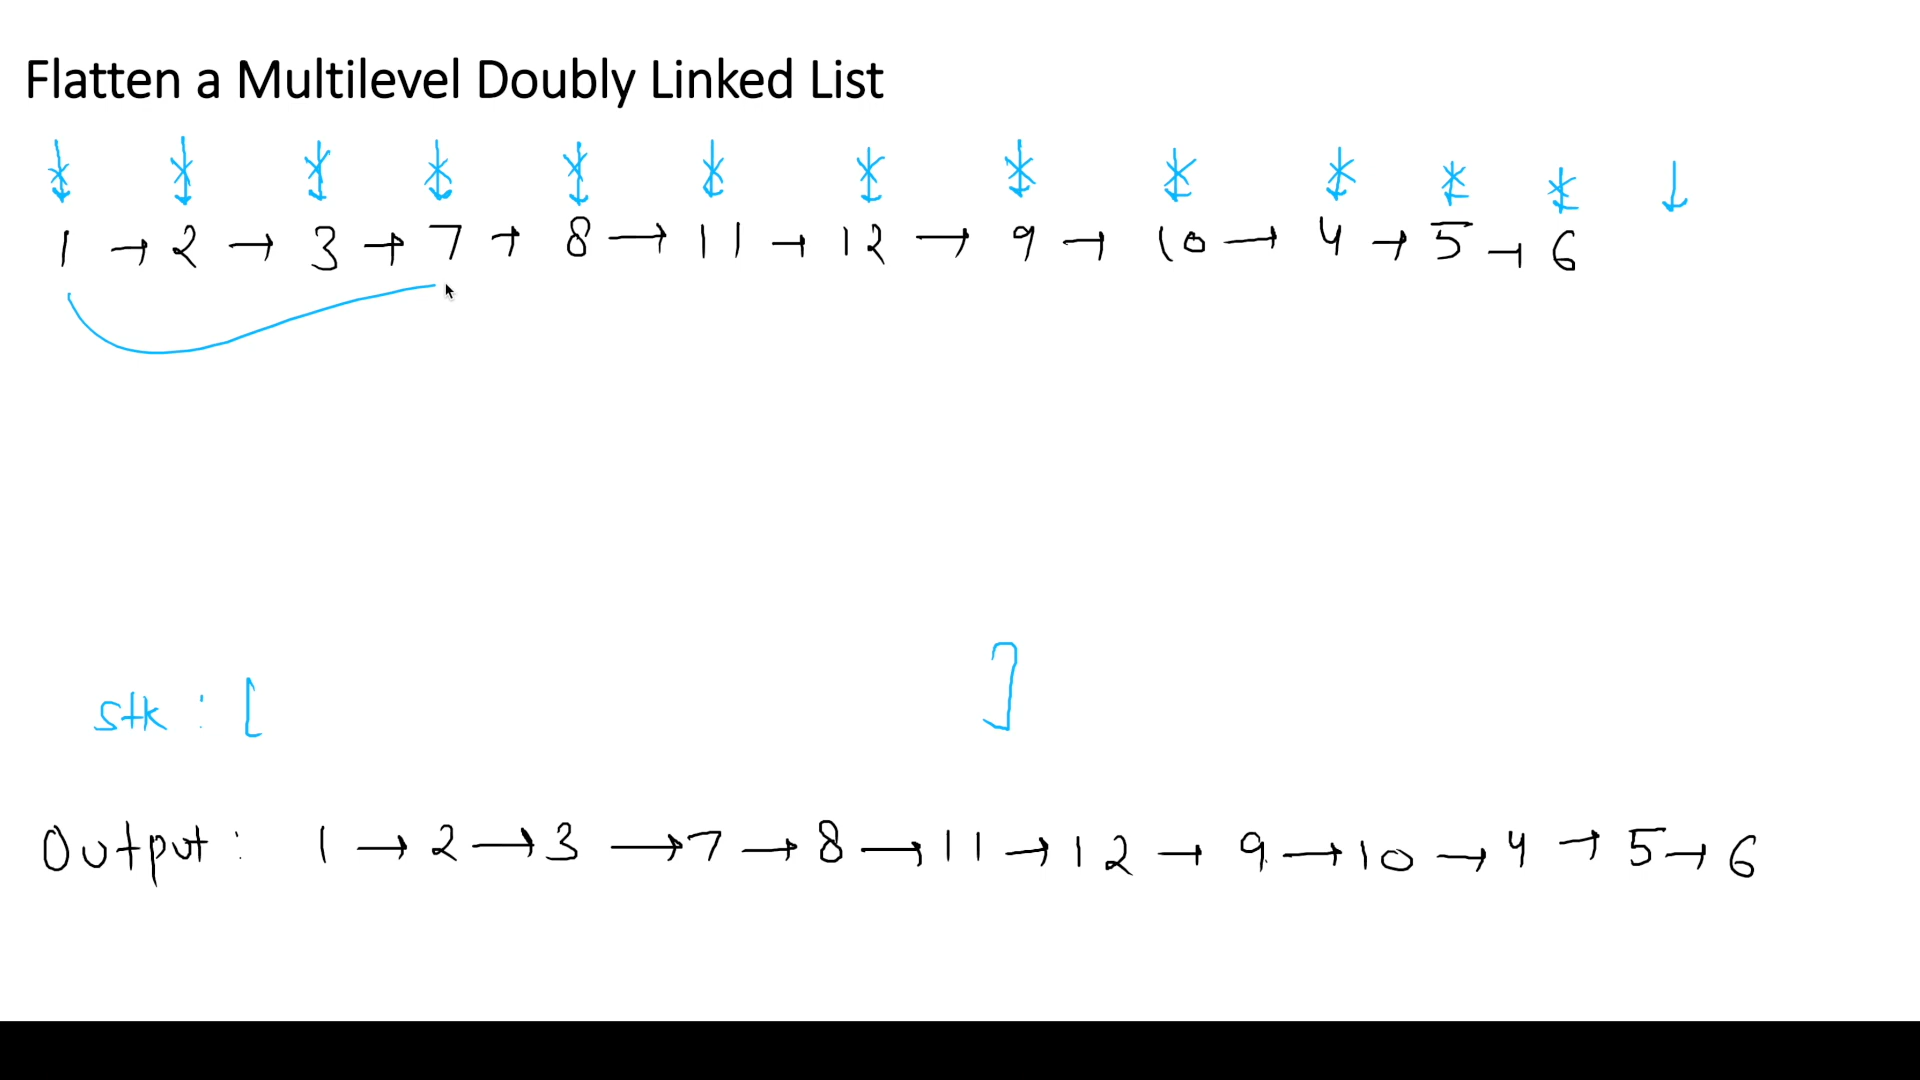 Flatten a Multilevel Doubly Linked List
1 → 2 → 3 → 7 → 8 → 11 → 12 → 9 → 10 → 4 → 5 → 6
stk : [ ]
Output : 1 → 2 → 3 → 7 → 8 → 11 → 12 → 9 → 10 → 4 → 5 → 6